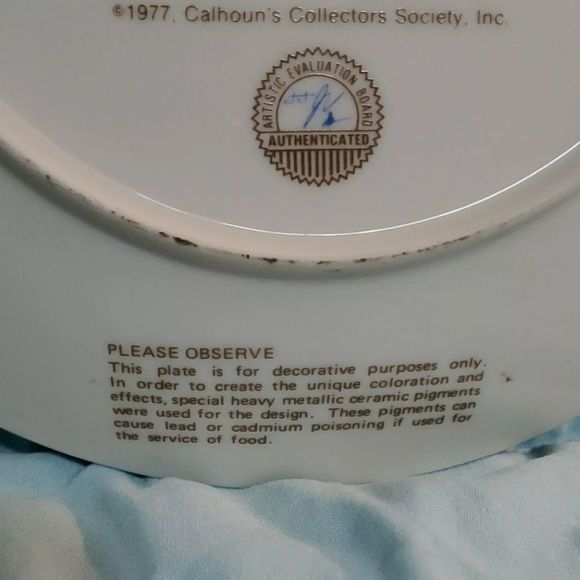 ©1977, Calhoun's Collectors Society, Inc.
ARTISTIC EVALUATION BOARD
AUTHENTICATED
PLEASE OBSERVE
This plate is for decorative purposes only.
In order to create the unique coloration and
effects, special heavy metallic ceramic pigments
were used for the design. These pigments can
cause lead or cadmium poisoning if used for
the service of food.